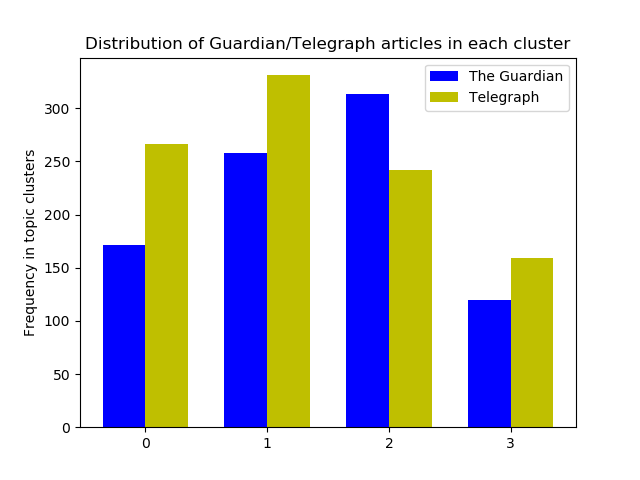 Distribution of Guardian/Telegraph articles in each cluster
The Guardian
Telegraph
Frequency in topic clusters
300
250
200
150
100
50
0
0 1 2 3